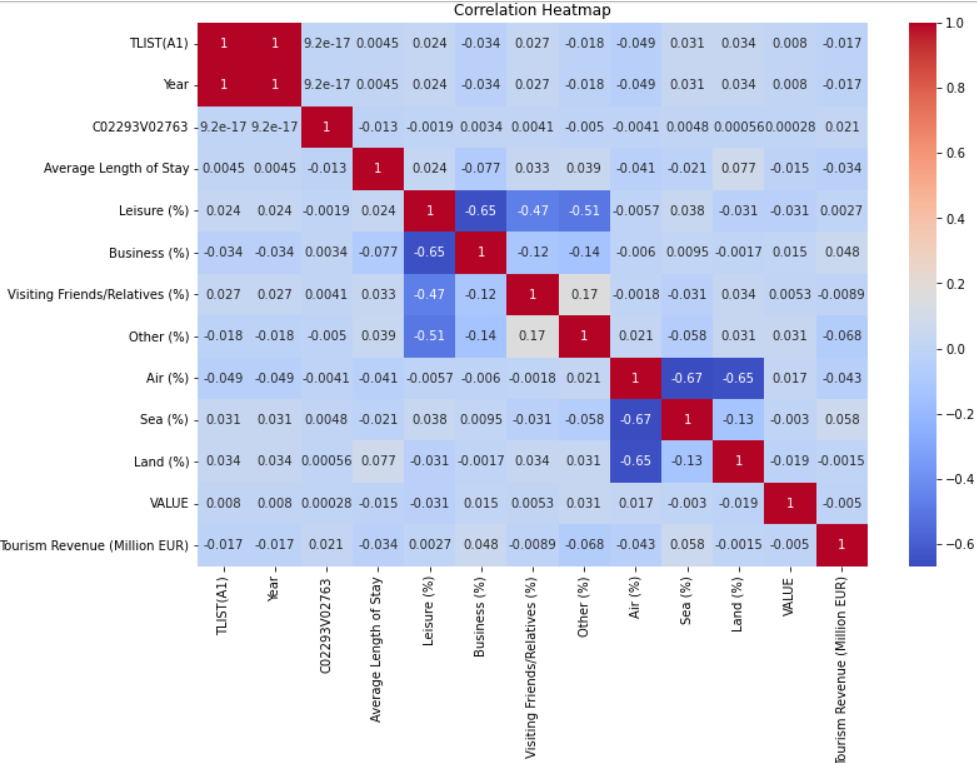 Correlation Heatmap
TLIST(A1) 1 1 9.2e-17 0.0045 0.024 -0.034 0.027 -0.018 -0.049 0.031 0.034 0.008 -0.017
Year 1 1 9.2e-17 0.0045 0.024 -0.034 0.027 -0.018 -0.049 0.031 0.034 0.008 -0.017
C02293V02763 9.2e-17 9.2e-17 1 -0.013 -0.0019 0.0034 0.0041 -0.005 -0.0041 0.0048 0.00056 0.00028 0.021
Average Length of Stay 0.0045 0.0045 -0.013 1 0.024 -0.077 0.033 0.039 -0.041 -0.021 0.077 -0.015 -0.034
Leisure (%) 0.024 0.024 -0.0019 0.024 1 -0.65 -0.47 -0.51 -0.0057 0.038 -0.031 -0.031 0.0027
Business (%) -0.034 -0.034 0.0034 -0.077 -0.65 1 -0.12 -0.14 -0.006 0.0095 -0.0017 0.015 0.048
Visiting Friends/Relatives (%) 0.027 0.027 0.0041 0.033 -0.47 -0.12 1 0.17 -0.0018 -0.031 0.034 0.0053 -0.0089
Other (%) -0.018 -0.018 -0.005 0.039 -0.51 -0.14 0.17 1 0.021 -0.058 0.031 0.031 -0.068
Air (%) -0.049 -0.049 -0.0041 -0.041 -0.0057 -0.006 -0.0018 0.021 1 -0.67 -0.65 0.017 -0.043
Sea (%) 0.031 0.031 0.0048 -0.021 0.038 0.0095 -0.031 -0.058 -0.67 1 -0.13 -0.003 0.058
Land (%) 0.034 0.034 0.00056 0.077 -0.031 -0.0017 0.034 0.031 -0.65 -0.13 1 -0.019 -0.0015
VALUE 0.008 0.008 0.00028 -0.015 -0.031 0.015 0.0053 0.031 0.017 -0.003 -0.019 1 -0.005
Tourism Revenue (Million EUR) -0.017 -0.017 0.021 -0.034 0.0027 0.048 -0.0089 -0.068 -0.043 0.058 -0.0015 -0.005 1
TLIST(A1)
Year
C02293V02763
Average Length of Stay
Leisure (%)
Business (%)
Visiting Friends/Relatives (%)
Other (%)
Air (%)
Sea (%)
Land (%)
VALUE
Tourism Revenue (Million EUR)
1.0
0.8
0.6
0.4
0.2
0.0
-0.2
-0.4
-0.6